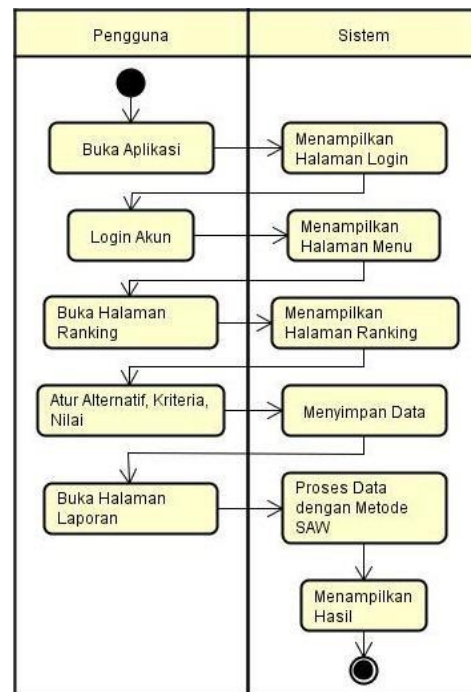 Pengguna
Sistem
Buka Aplikasi
Menampilkan
Halaman Login
Login Akun
Menampilkan
Halaman Menu
Buka Halaman
Ranking
Menampilkan
Halaman Ranking
Atur Alternatif, Kriteria,
Nilai
Menyimpan Data
Buka Halaman
Laporan
Proses Data
dengan Metode
SAW
Menampilkan
Hasil